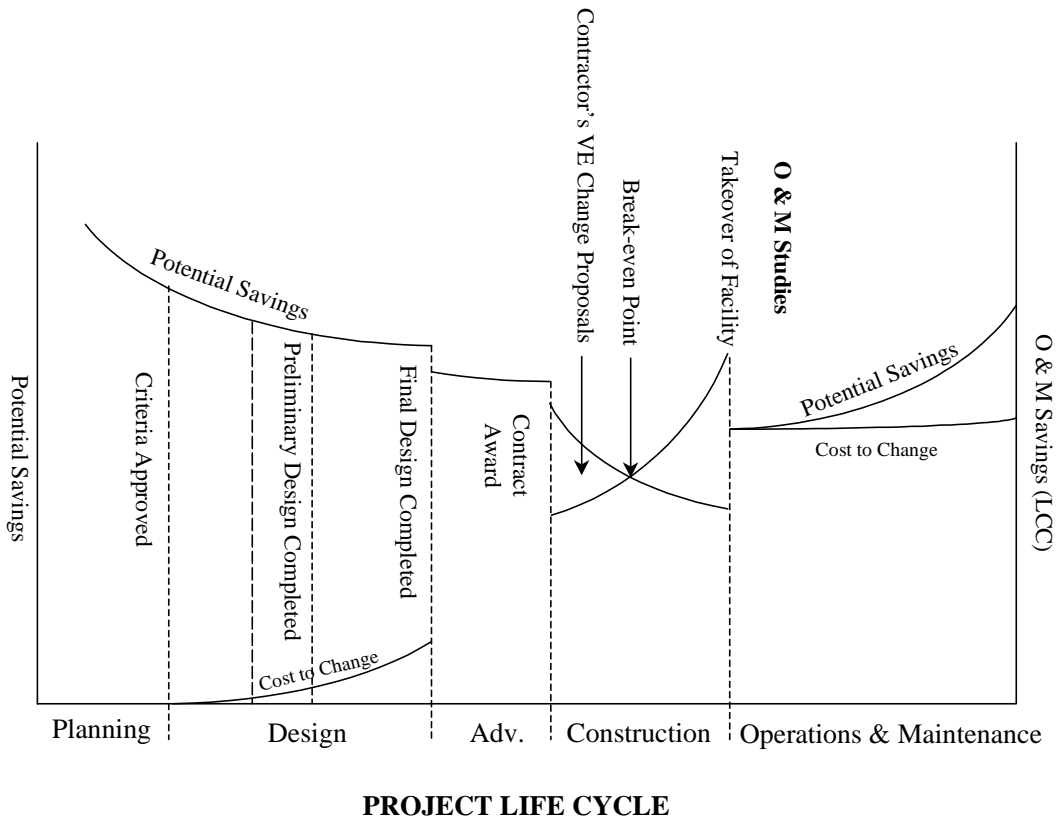 Contractor's VE Change Proposals
Break-even Point
Takeover of Facility
O & M Studies
Potential Savings
Potential Savings
Criteria Approved
Preliminary Design Completed
Final Design Completed
Contract
Award
Potential Savings
Cost to Change
O & M Savings (LCC)
Cost to Change
Planning
Design
Adv.
Construction
Operations & Maintenance
PROJECT LIFE CYCLE